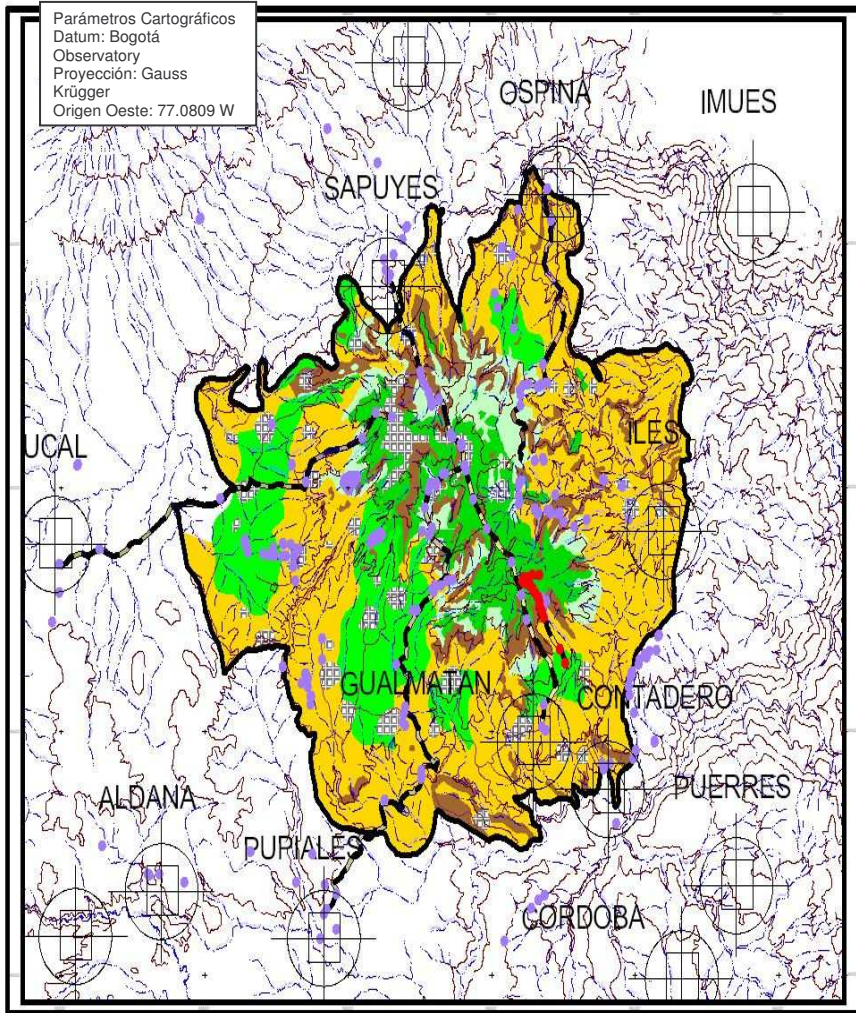 Parámetros Cartográficos
Datum: Bogotá
Observatory
Proyección: Gauss
Krügger
Origen Oeste: 77.0809 W
OSPINA
IMUES
SAPUYES
UCAL
ILES
GUALMATAN
CONTADERO
ALDANA
PUERRES
PUPIALES
CORDOBA